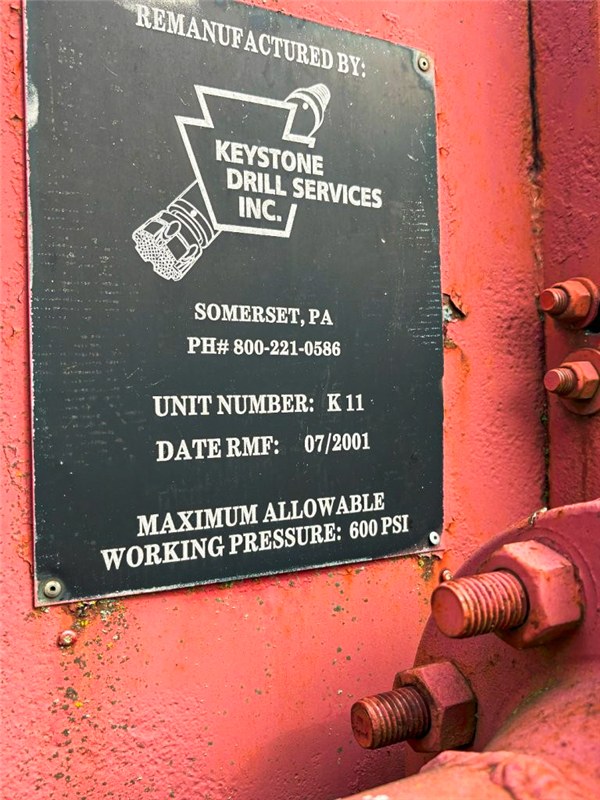 REMANUFACTURED BY:
KEYSTONE
DRILL SERVICES
INC.
SOMERSET, PA
PH# 800-221-0586
UNIT NUMBER: K 11
DATE RMF: 07/2001
MAXIMUM ALLOWABLE
WORKING PRESSURE: 600 PSI